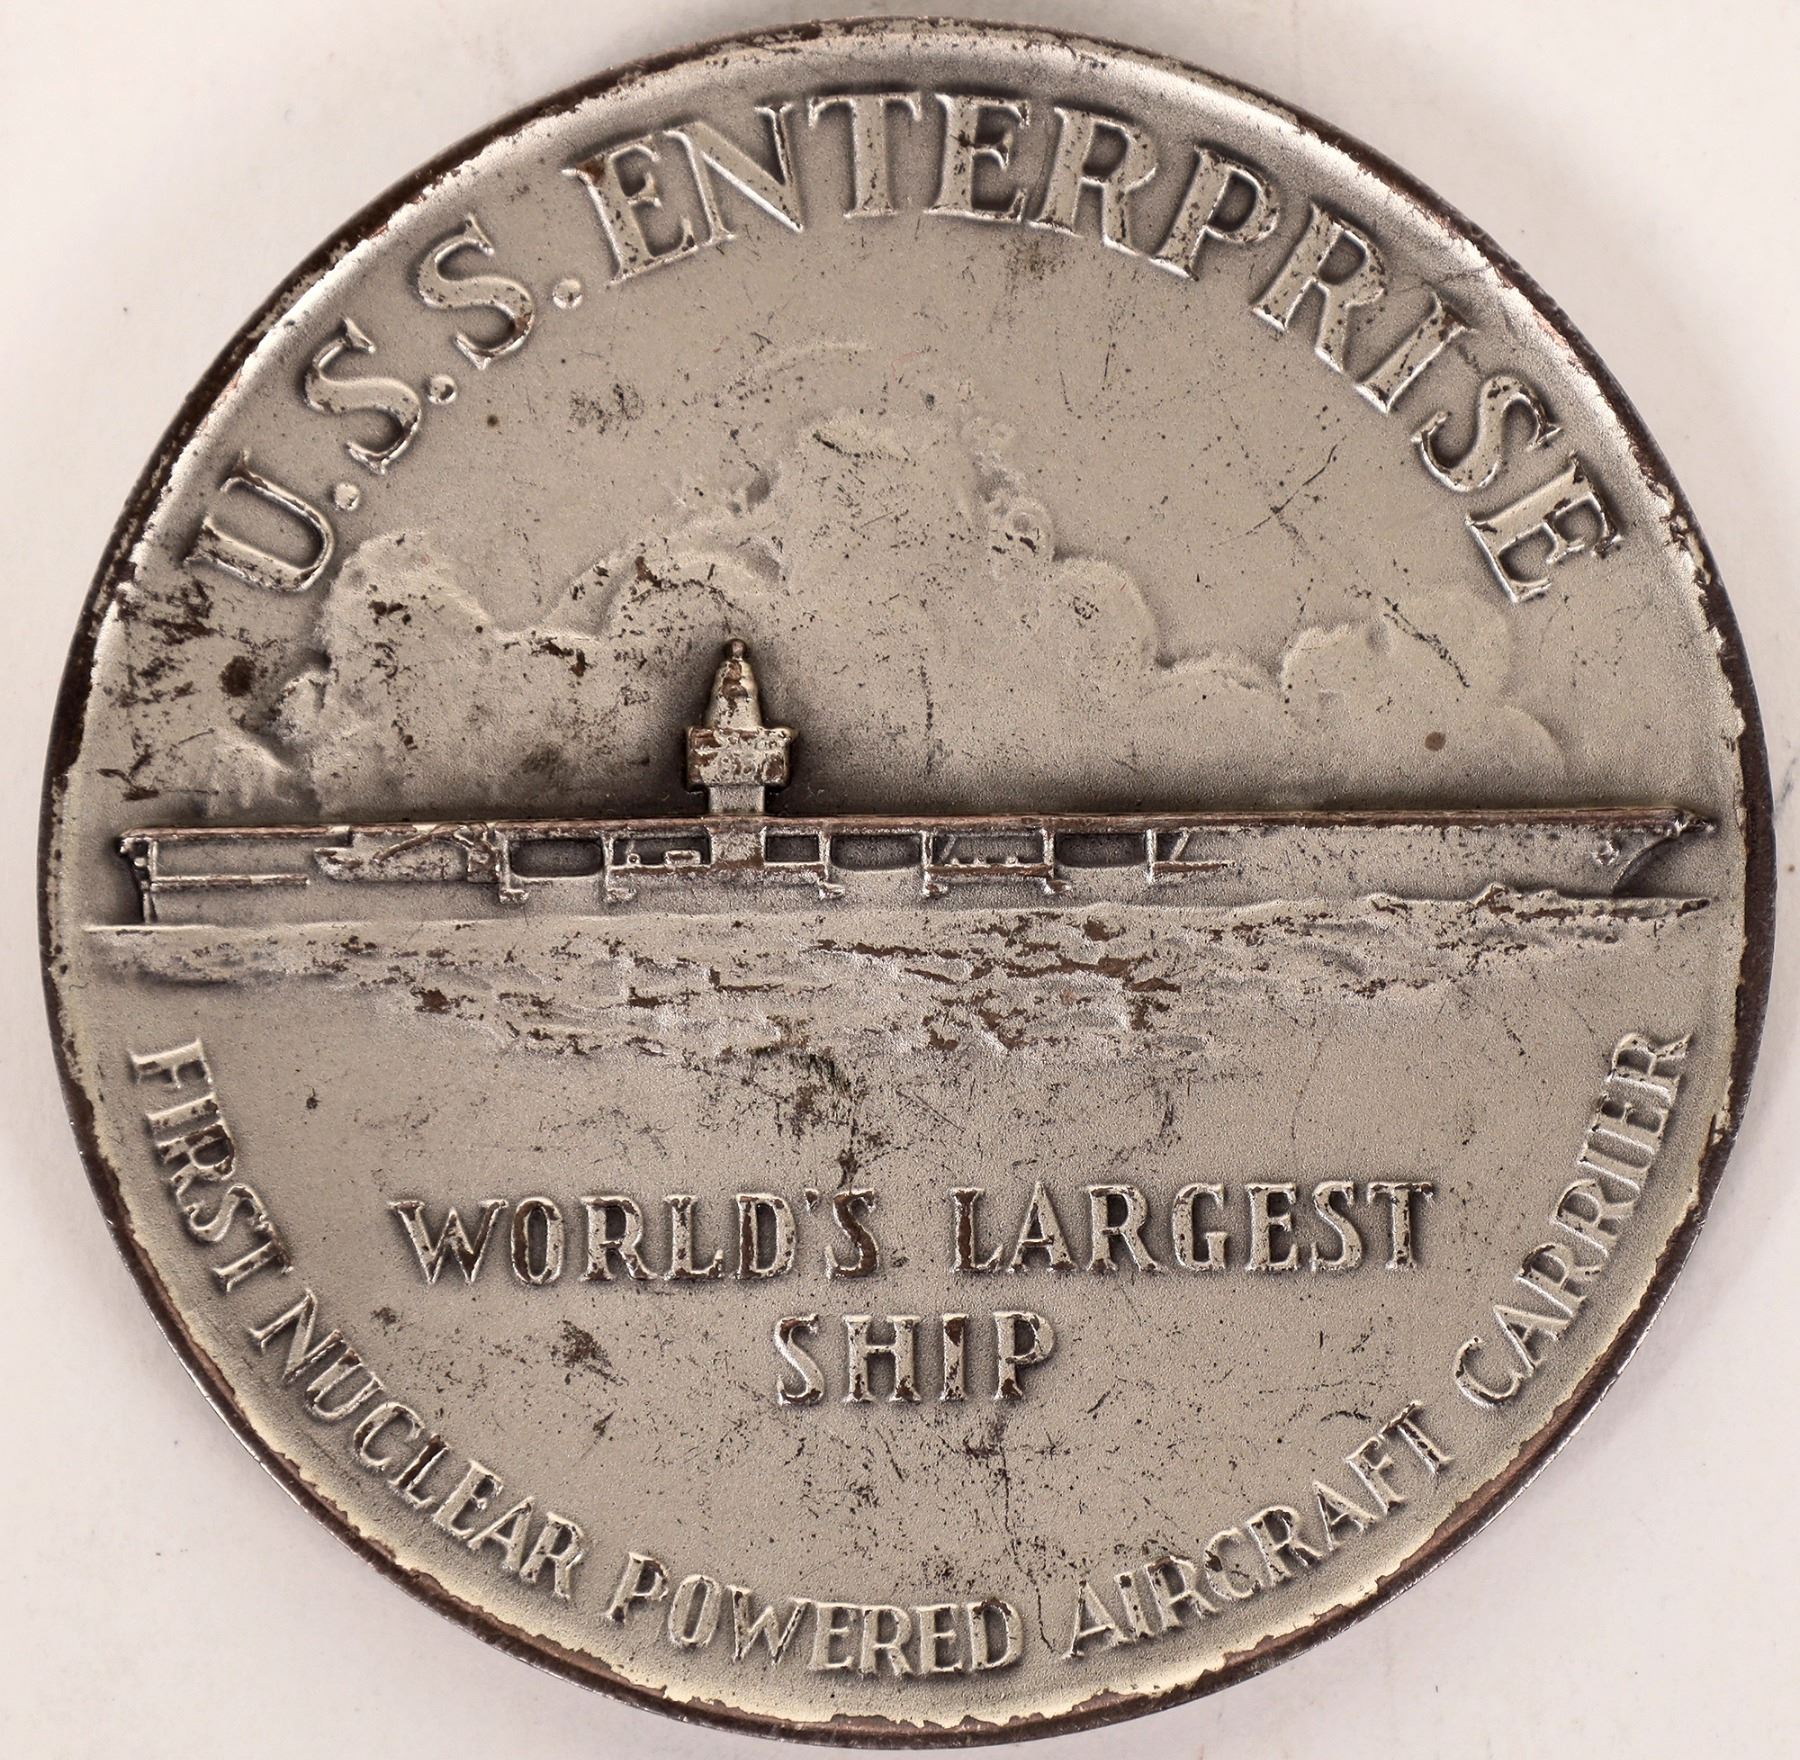 U.S.S. ENTERPRISE
WORLD'S LARGEST
SHIP
FIRST NUCLEAR POWERED AIRCRAFT CARRIER